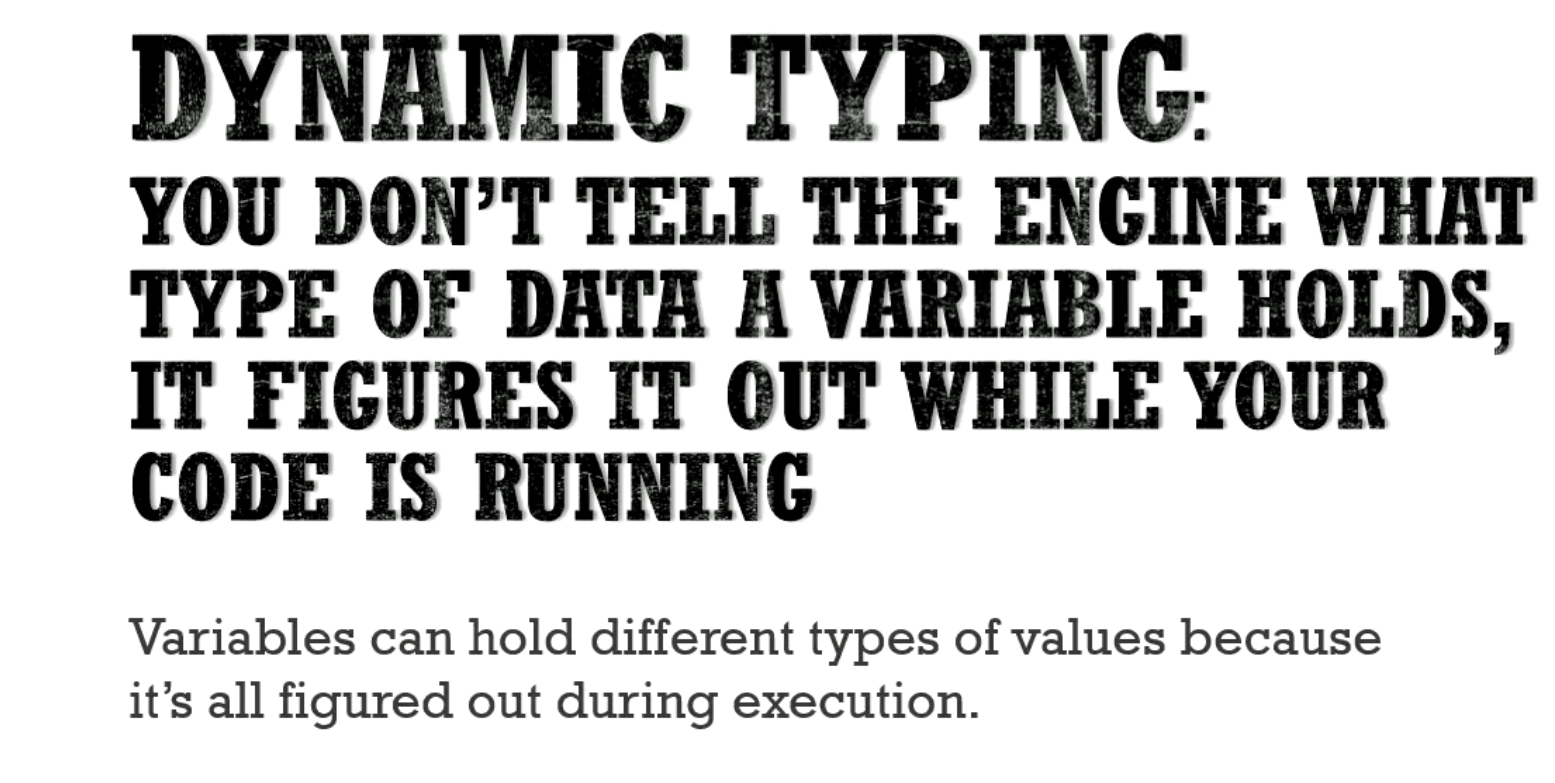 DYNAMIC TYPING:
YOU DON’T TELL THE ENGINE WHAT
TYPE OF DATA A VARIABLE HOLDS,
IT FIGURES IT OUT WHILE YOUR
CODE IS RUNNING
Variables can hold different types of values because
it’s all figured out during execution.